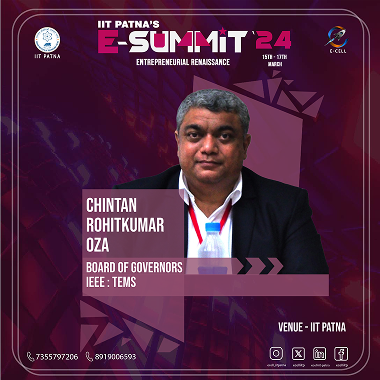 IIT PATNA'S
E-SUMMIT '24
ENTREPRENEURIAL RENAISSANCE
15TH - 17TH
MARCH
IIT PATNA
E-CELL
CHINTAN
ROHITKUMAR
OZA
BOARD OF GOVERNORS
IEEE : TEMS
VENUE - IIT PATNA
7355797206
8919006593